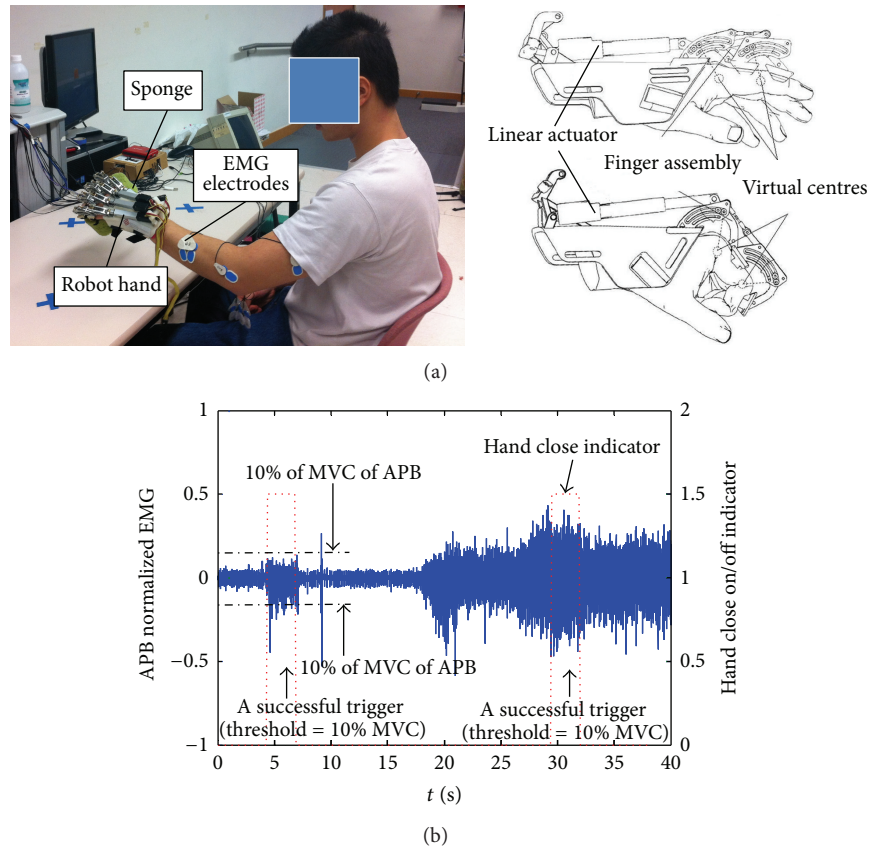 Sponge
EMG
electrodes
Robot hand
Linear actuator
Finger assembly
Virtual centres
(a)
1
0.5
0
−0.5
−1
APB normalized EMG
2
1.5
1
0.5
0
Hand close on/off indicator
Hand close indicator
10% of MVC of APB
10% of MVC of APB
A successful trigger
(threshold = 10% MVC)
A successful trigger
(threshold = 10% MVC)
0
5
10
15
20
25
30
35
40
t (s)
(b)